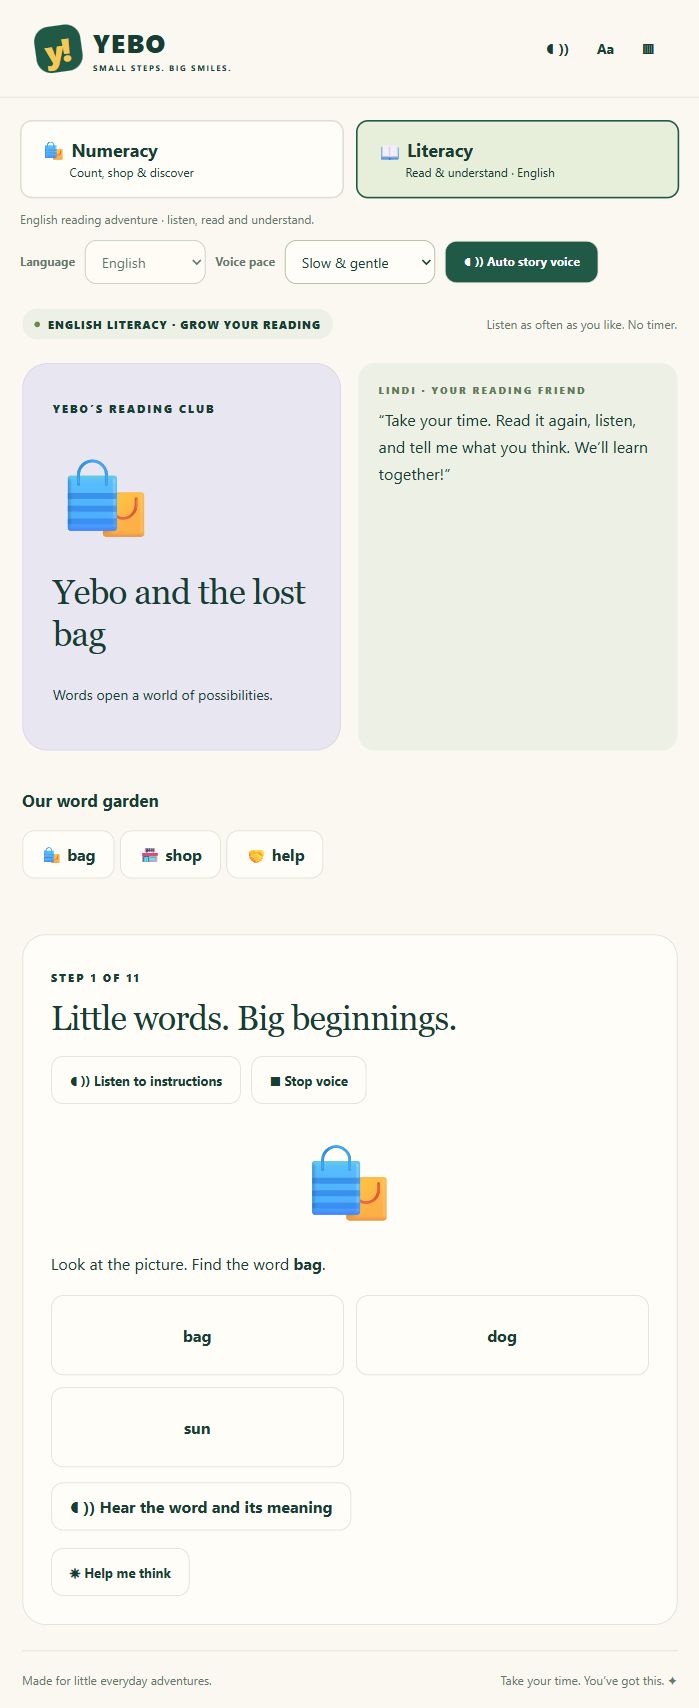 y!
YEBO
SMALL STEPS. BIG SMILES.
Aa
Numeracy
Count, shop & discover
Literacy
Read & understand · English
English reading adventure · listen, read and understand.
Language
English
Voice pace
Slow & gentle
Auto story voice
ENGLISH LITERACY · GROW YOUR READING
Listen as often as you like. No timer.
YEBO’S READING CLUB
Yebo and the lost
bag
Words open a world of possibilities.
LINDI · YOUR READING FRIEND
“Take your time. Read it again, listen,
and tell me what you think. We’ll learn
together!”
Our word garden
bag
shop
help
STEP 1 OF 11
Little words. Big beginnings.
Listen to instructions
Stop voice
Look at the picture. Find the word bag.
bag
dog
sun
Hear the word and its meaning
Help me think
Made for little everyday adventures.
Take your time. You’ve got this.